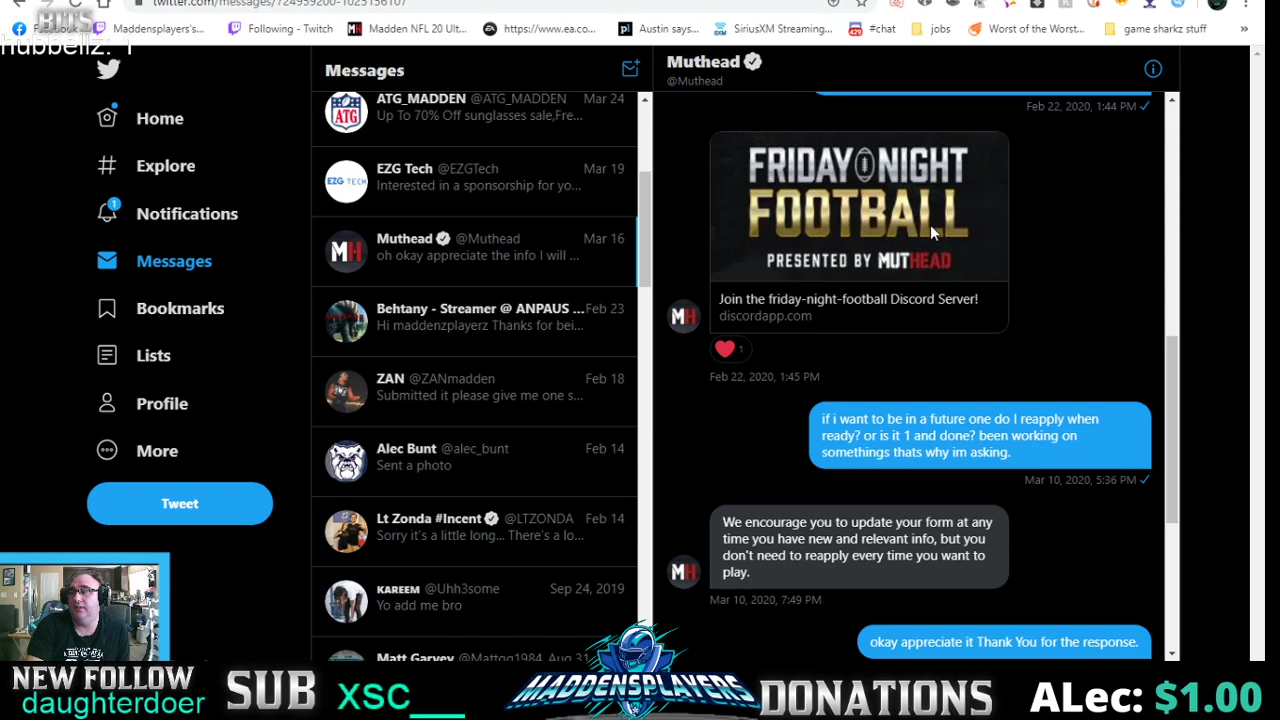 twitter.com/messages/724959200-1025156107
BITS
hubbellz: 1
Facebook
Maddensplayer's...
Following - Twitch
Madden NFL 20 Ult...
https://www.ea.co...
Austin says...
SiriusXM Streaming...
#chat
jobs
Worst of the Worst...
game sharkz stuff
»
Home
Explore
1
Notifications
Messages
Bookmarks
Lists
Profile
More
Tweet
Messages
ATG_MADDEN @ATG_MADDEN Mar 24
Up To 70% Off sunglasses sale,Fre...
EZG Tech @EZGTech Mar 19
Interested in a sponsorship for yo...
Muthead @Muthead Mar 16
oh okay appreciate the info I will ...
Behtany - Streamer @ ANPAUS ... Feb 23
Hi maddenzplayerz Thanks for bei...
ZAN @ZANmadden Feb 18
Submitted it please give me one s...
Alec Bunt @alec_bunt Feb 14
Sent a photo
Lt Zonda #Incent @LTZONDA Feb 14
Sorry it's a little long... There's a lo...
KAREEM @Uhh3some Sep 24, 2019
Yo add me bro
Matt Garvey @Mattgg1984 Aug 31
Muthead
@Muthead
Feb 22, 2020, 1:44 PM
FRIDAY NIGHT
FOOTBALL
PRESENTED BY MUTHEAD
Join the friday-night-football Discord Server!
discordapp.com
1
Feb 22, 2020, 1:45 PM
if i want to be in a future one do I reapply when
ready? or is it 1 and done? been working on
somethings thats why im asking.
Mar 10, 2020, 5:36 PM
We encourage you to update your form at any
time you have new and relevant info, but you
don't need to reapply every time you want to
play.
Mar 10, 2020, 7:49 PM
okay appreciate it Thank You for the response.
NEW FOLLOW
daughterdoer
SUB
XSC__
MADDENSPLAYERS
DONATIONS
ALec: $1.00